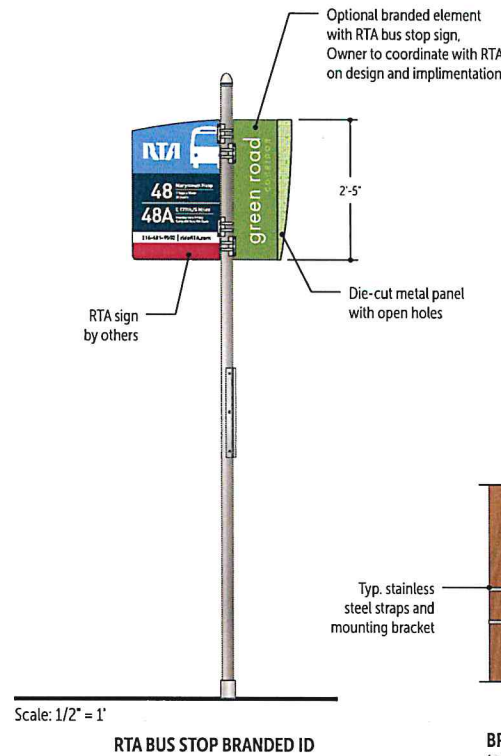 Optional branded element
with RTA bus stop sign,
Owner to coordinate with RTA
on design and implimentation
RTA
48
48A
green road
2'-5"
Die-cut metal panel
with open holes
RTA sign
by others
Typ. stainless
steel straps and
mounting bracket
Scale: 1/2" = 1'
RTA BUS STOP BRANDED ID